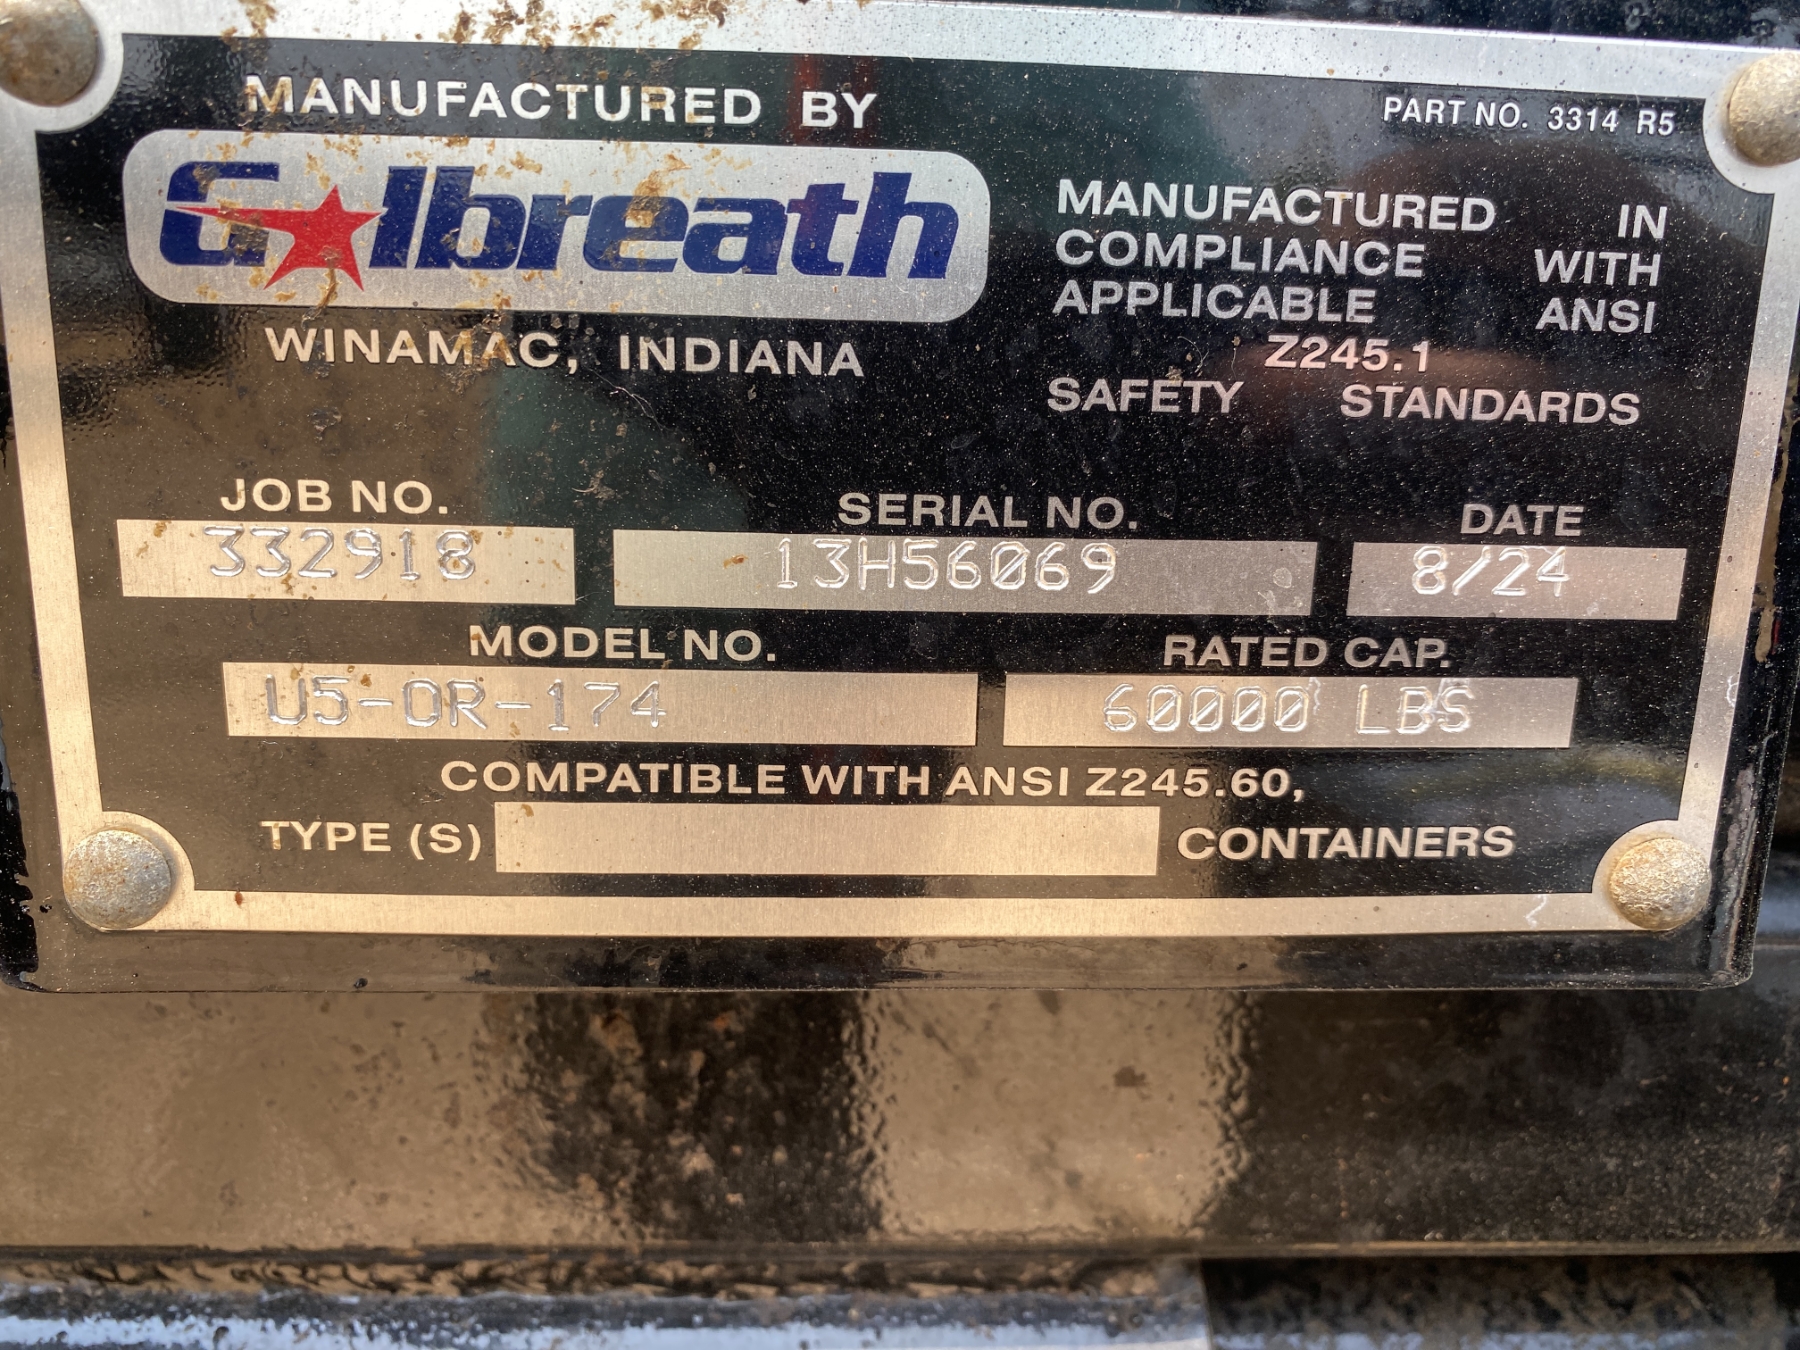 MANUFACTURED BY
Galbreath
WINAMAC, INDIANA
PART NO. 3314 R5
MANUFACTURED IN
COMPLIANCE WITH
APPLICABLE ANSI
Z245.1
SAFETY STANDARDS
JOB NO. SERIAL NO. DATE
332918 13H56069 8/24
MODEL NO. RATED CAP.
U5-OR-174 60000 LBS
COMPATIBLE WITH ANSI Z245.60,
TYPE (S) CONTAINERS